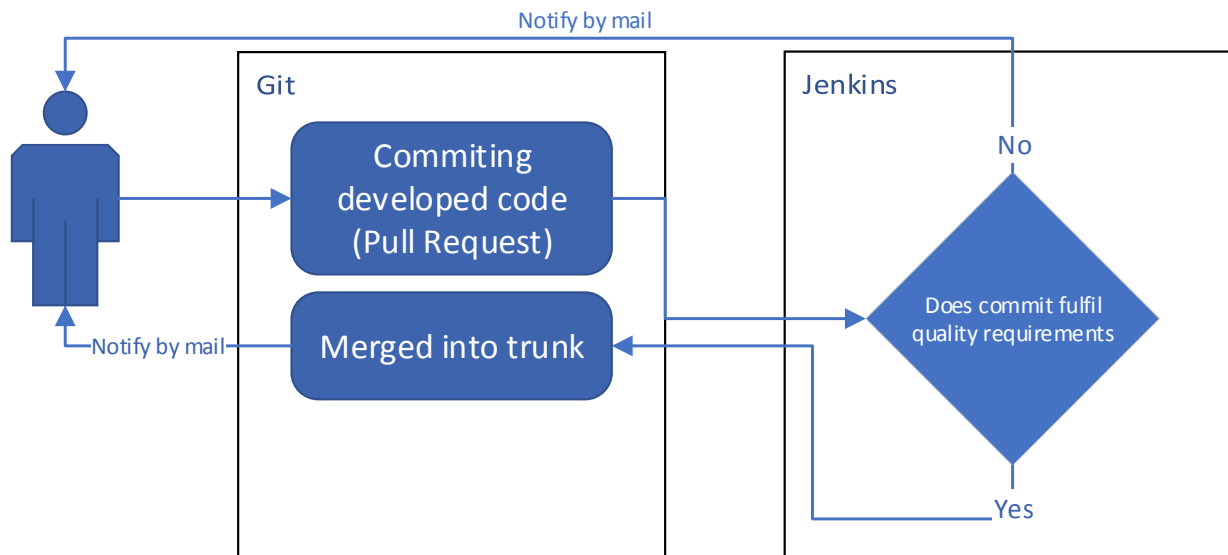 Notify by mail
Git
Jenkins
Commiting
developed code
(Pull Request)
No
Does commit fulfil
quality requirements
Notify by mail
Merged into trunk
Yes